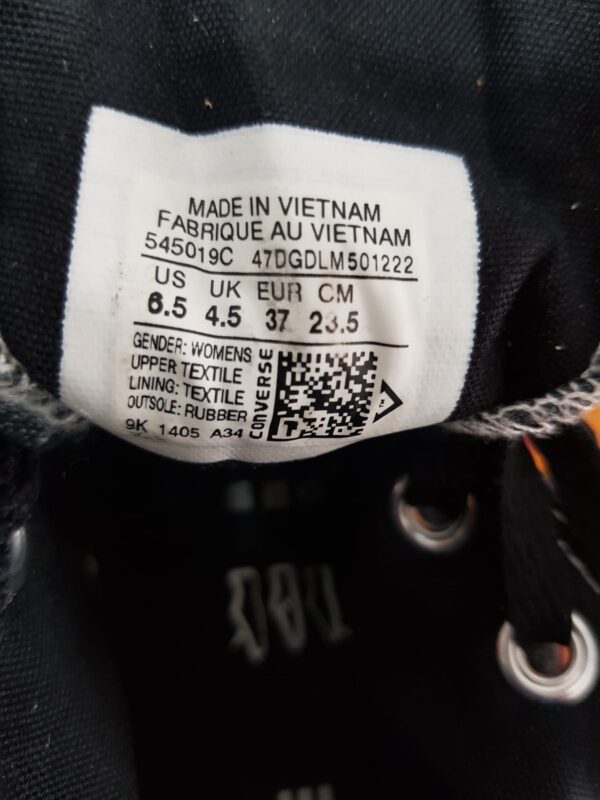 MADE IN VIETNAM
FABRIQUE AU VIETNAM
545019C 47DGDLM501222
US UK EUR CM
6.5 4.5 37 23.5
GENDER: WOMENS
UPPER TEXTILE
LINING: TEXTILE
OUTSOLE: RUBBER
9K 1405 A34
CONVERSE